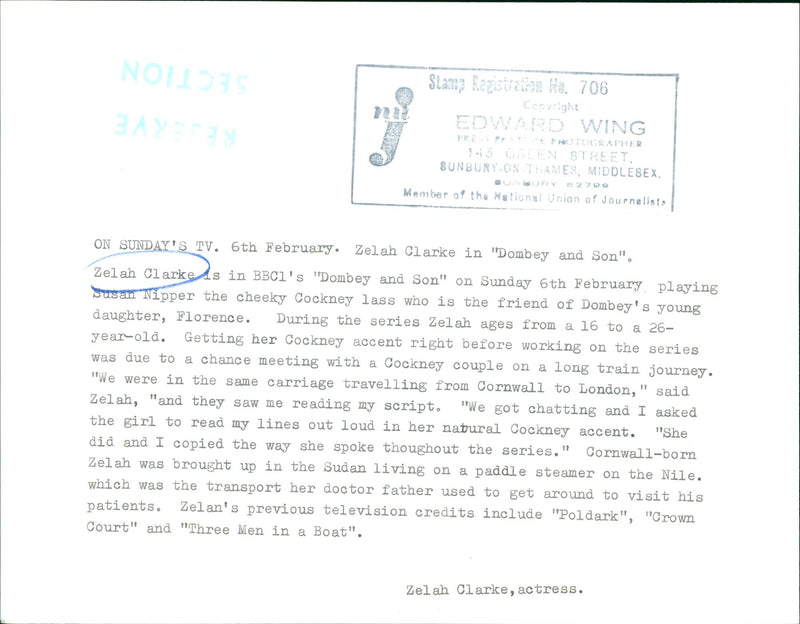 RESERVE
SECTION
nuj
Stamp Registration No. 706
Copyright
EDWARD WING
PHOTOGRAPHER
143 GREEN STREET,
SUNBURY-ON-THAMES, MIDDLESEX.
SUNBURY 82700
Member of the National Union of Journalists
ON SUNDAY'S TV. 6th February. Zelah Clarke in "Dombey and Son".
Zelah Clarke is in BBC1's "Dombey and Son" on Sunday 6th February playing
Susan Nipper the cheeky Cockney lass who is the friend of Dombey's young
daughter, Florence. During the series Zelah ages from a 16 to a 26-
year-old. Getting her Cockney accent right before working on the series
was due to a chance meeting with a Cockney couple on a long train journey.
"We were in the same carriage travelling from Cornwall to London," said
Zelah, "and they saw me reading my script. "We got chatting and I asked
the girl to read my lines out loud in her natural Cockney accent. "She
did and I copied the way she spoke thoughout the series." Cornwall-born
Zelah was brought up in the Sudan living on a paddle steamer on the Nile.
which was the transport her doctor father used to get around to visit his
patients. Zelan's previous television credits include "Poldark", "Crown
Court" and "Three Men in a Boat".
Zelah Clarke,actress.